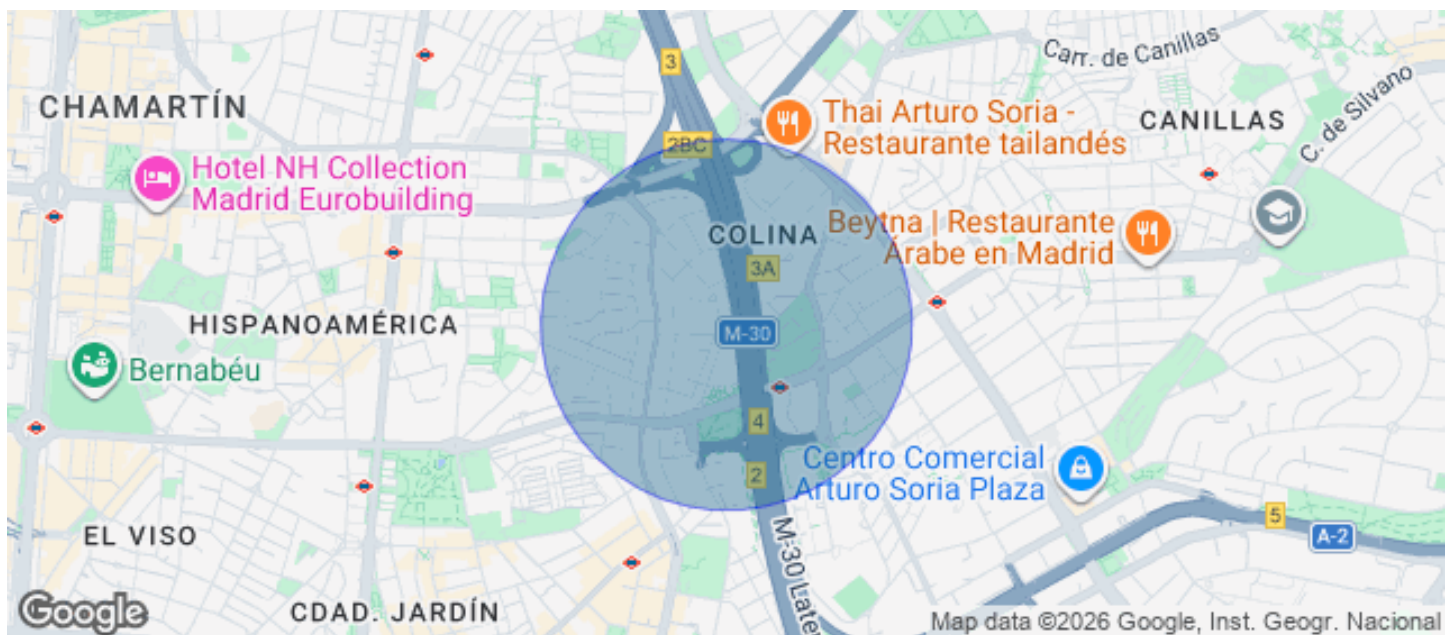 3
Carr. de Canillas
CHAMARTÍN
Thai Arturo Soria -
Restaurante tailandés
CANILLAS
C. de Silvano
2BC
Hotel NH Collection
Madrid Eurobuilding
COLINA
Beytna | Restaurante
Árabe en Madrid
3A
HISPANOAMÉRICA
M-30
Bernabéu
4
Centro Comercial
Arturo Soria Plaza
2
5
A-2
EL VISO
M-30 Late
CDAD. JARDÍN
Google
Map data ©2026 Google, Inst. Geogr. Nacional